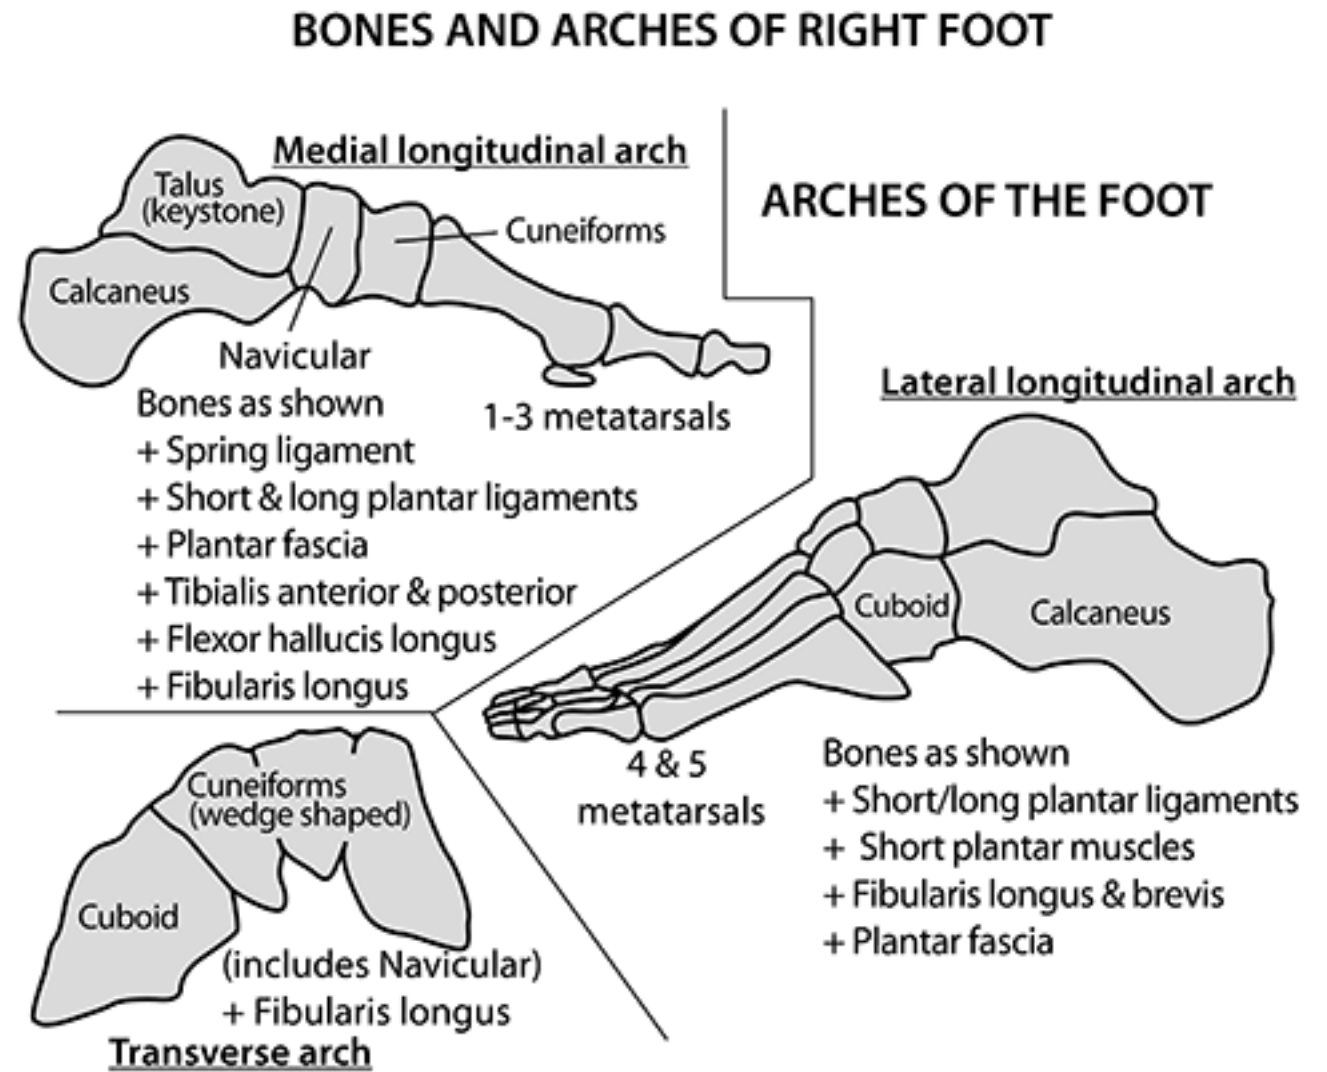 BONES AND ARCHES OF RIGHT FOOT
Medial longitudinal arch
Talus
(keystone)
Cuneiforms
Calcaneus
Navicular
1-3 metatarsals
Bones as shown
+ Spring ligament
+ Short & long plantar ligaments
+ Plantar fascia
+ Tibialis anterior & posterior
+ Flexor hallucis longus
+ Fibularis longus
ARCHES OF THE FOOT
Lateral longitudinal arch
Cuboid
Calcaneus
4 & 5
metatarsals
Bones as shown
+ Short/long plantar ligaments
+ Short plantar muscles
+ Fibularis longus & brevis
+ Plantar fascia
Cuneiforms
(wedge shaped)
Cuboid
(includes Navicular)
+ Fibularis longus
Transverse arch